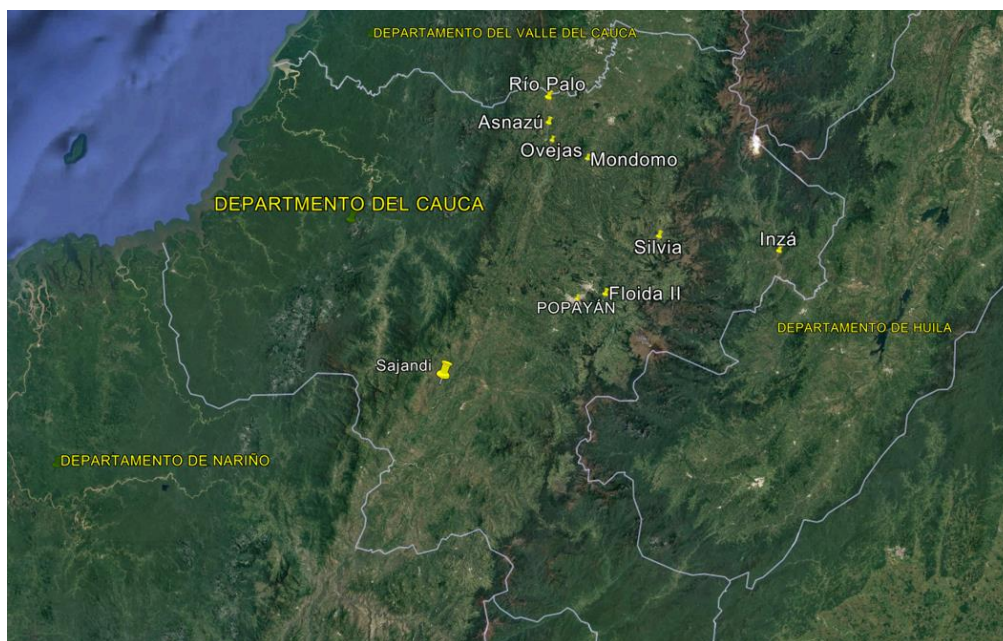 DEPARTAMENTO DEL VALLE DEL CAUCA
Río Palo
Asnazú
Ovejas
Mondomo
DEPARTMENTO DEL CAUCA
Silvia
Inzá
Floida II
POPAYÁN
DEPARTAMENTO DE HUILA
Sajandi
DEPARTAMENTO DE NARIÑO